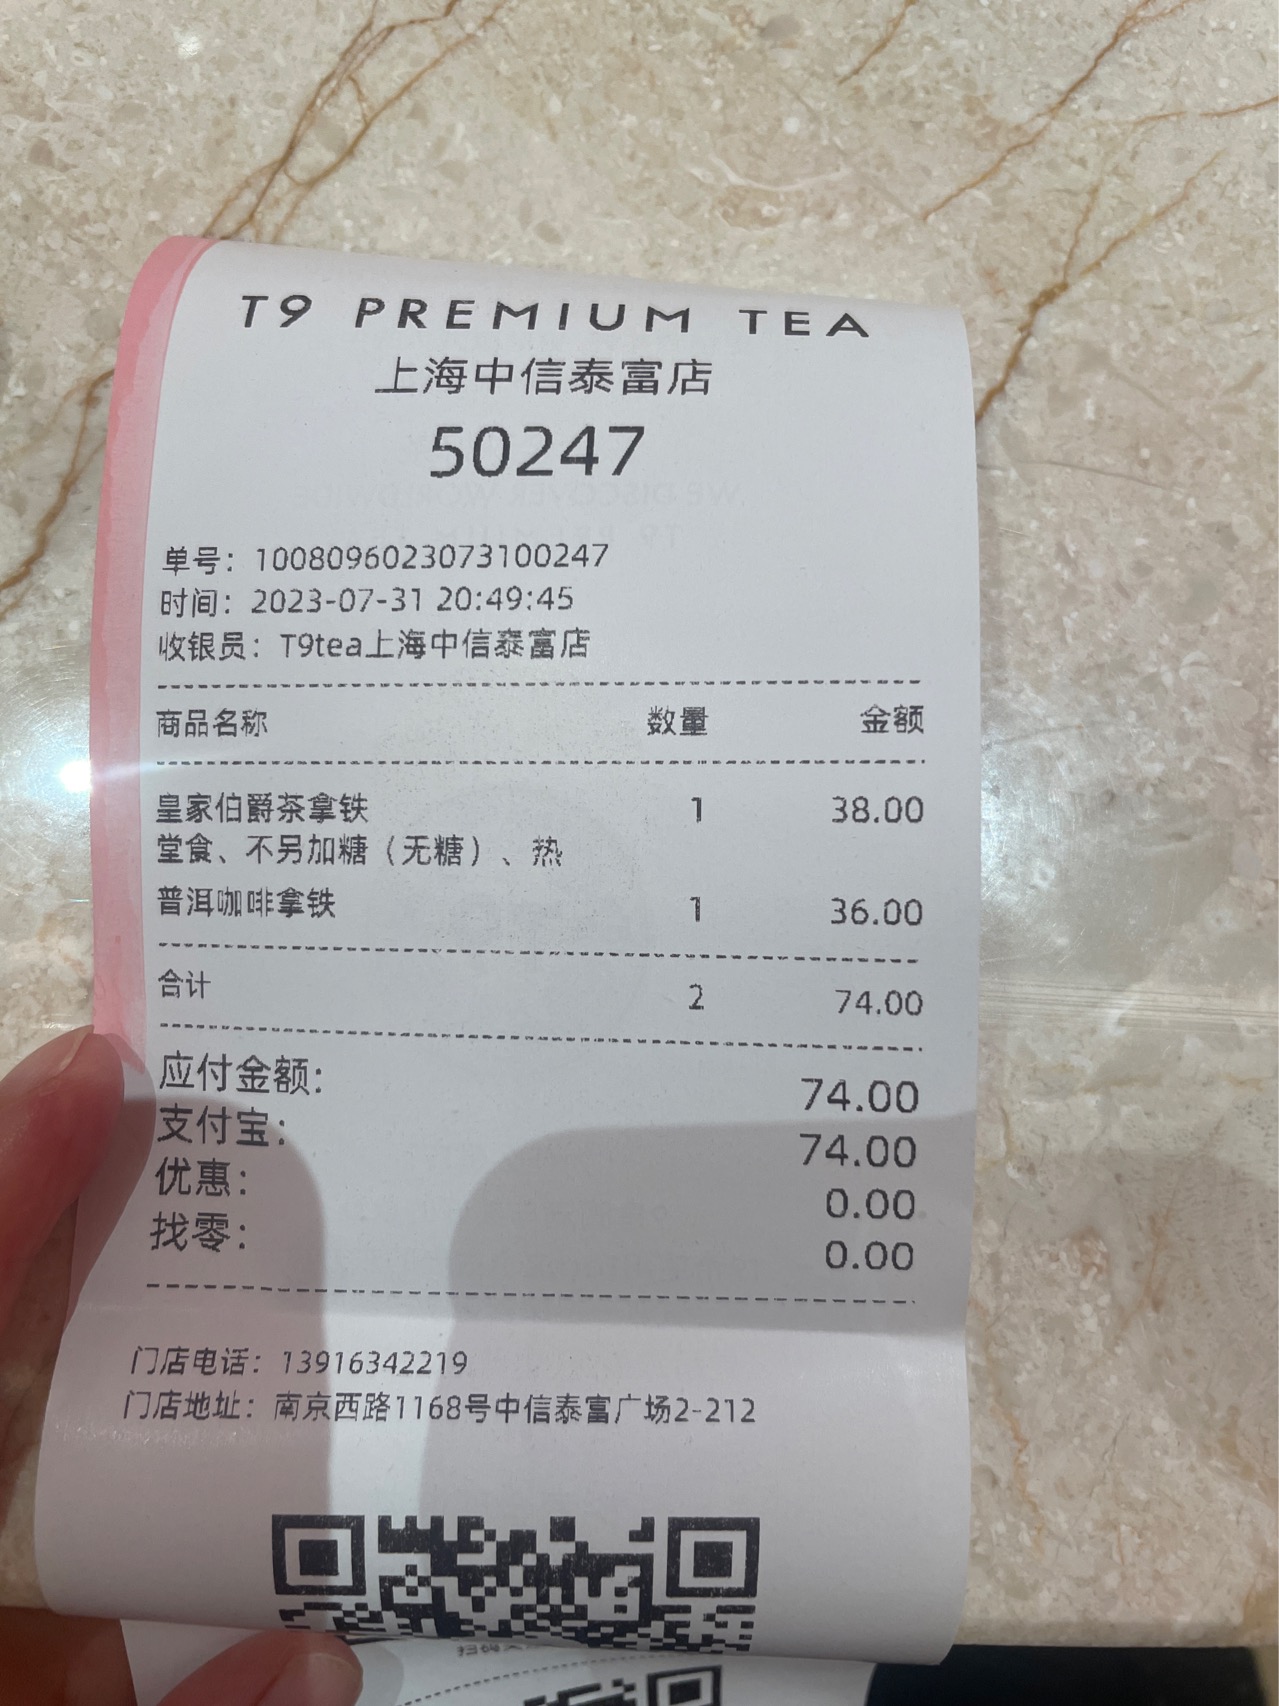 T9 PREMIUM TEA
上海中信泰富店
50247
单号：1008096023073100247
时间：2023-07-31 20:49:45
收银员：T9tea上海中信泰富店
商品名称 数量 金额
皇家伯爵茶拿铁 1 38.00
堂食、不另加糖（无糖）、热
普洱咖啡拿铁 1 36.00
合计 2 74.00
应付金额: 74.00
支付宝: 74.00
优惠: 0.00
找零: 0.00
门店电话：13916342219
门店地址：南京西路1168号中信泰富广场2-212